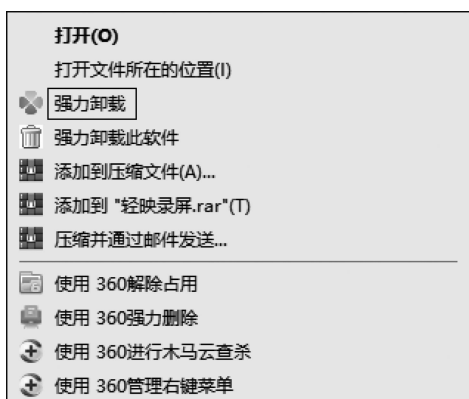 打开(O)
打开文件所在的位置(I)
强力卸载
强力卸载此软件
添加到压缩文件(A)...
添加到 "轻映录屏.rar"(T)
压缩并通过邮件发送...
使用 360解除占用
使用 360强力删除
使用 360进行木马云查杀
使用 360管理右键菜单